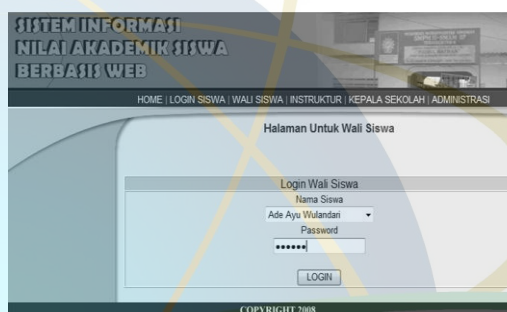 SISTEM INFORMASI
NILAI AKADEMIK SISWA
BERBASIS WEB
HOME | LOGIN SISWA | WALI SISWA | INSTRUKTUR | KEPALA SEKOLAH | ADMINISTRASI
Halaman Untuk Wali Siswa
Login Wali Siswa
Nama Siswa
Ade Ayu Wulandari
Password
••••••
LOGIN
COPYRIGHT 2008